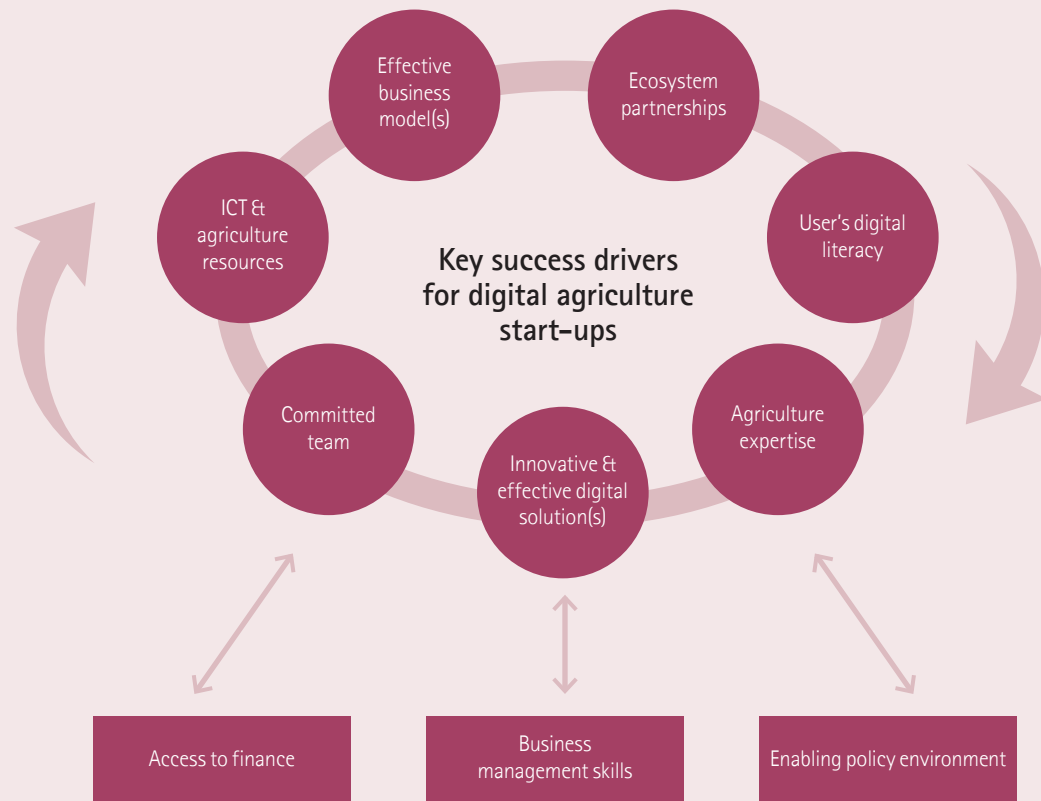 Effective
business
model(s)
Ecosystem
partnerships
ICT &
agriculture
resources
User's digital
literacy
Key success drivers
for digital agriculture
start-ups
Committed
team
Agriculture
expertise
Innovative &
effective digital
solution(s)
Access to finance
Business
management skills
Enabling policy environment